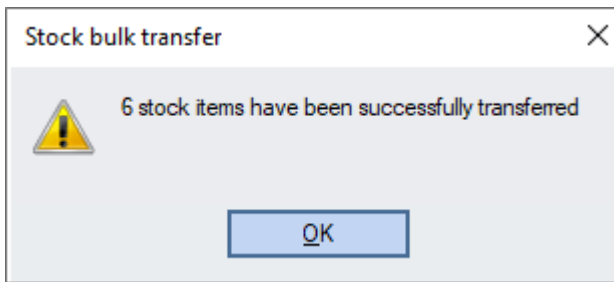 Stock bulk transfer
6 stock items have been successfully transferred
OK